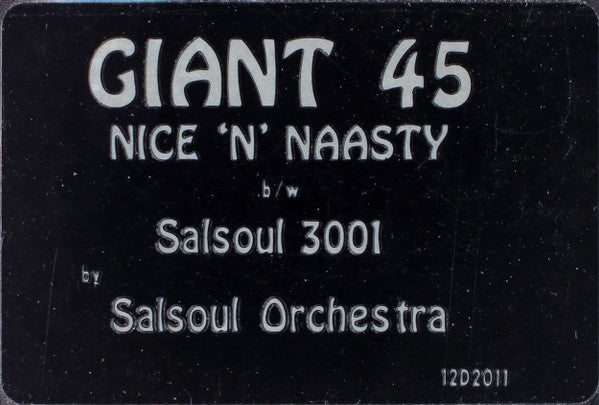 GIANT 45
NICE 'N' NAASTY
b/w
Salsoul 3001
by
Salsoul Orchestra
12D2011